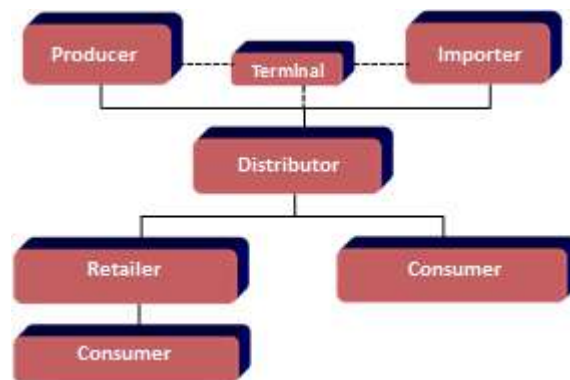 Producer
Terminal
Importer
Distributor
Retailer
Consumer
Consumer